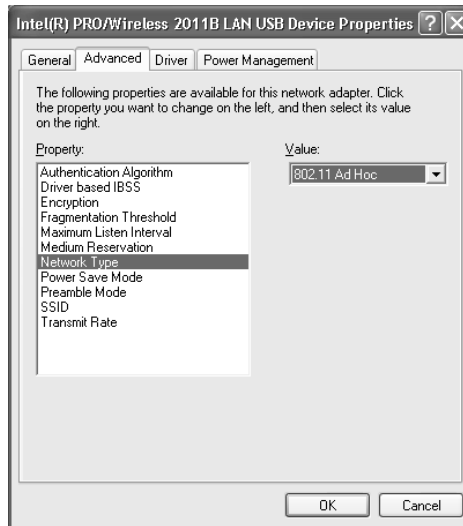 Intel(R) PRO/Wireless 2011B LAN USB Device Properties
General Advanced Driver Power Management
The following properties are available for this network adapter. Click
the property you want to change on the left, and then select its value
on the right.
Property: Value:
Authentication Algorithm 802.11 Ad Hoc
Driver based IBSS
Encryption
Fragmentation Threshold
Maximum Listen Interval
Medium Reservation
Network Type
Power Save Mode
Preamble Mode
SSID
Transmit Rate
OK Cancel